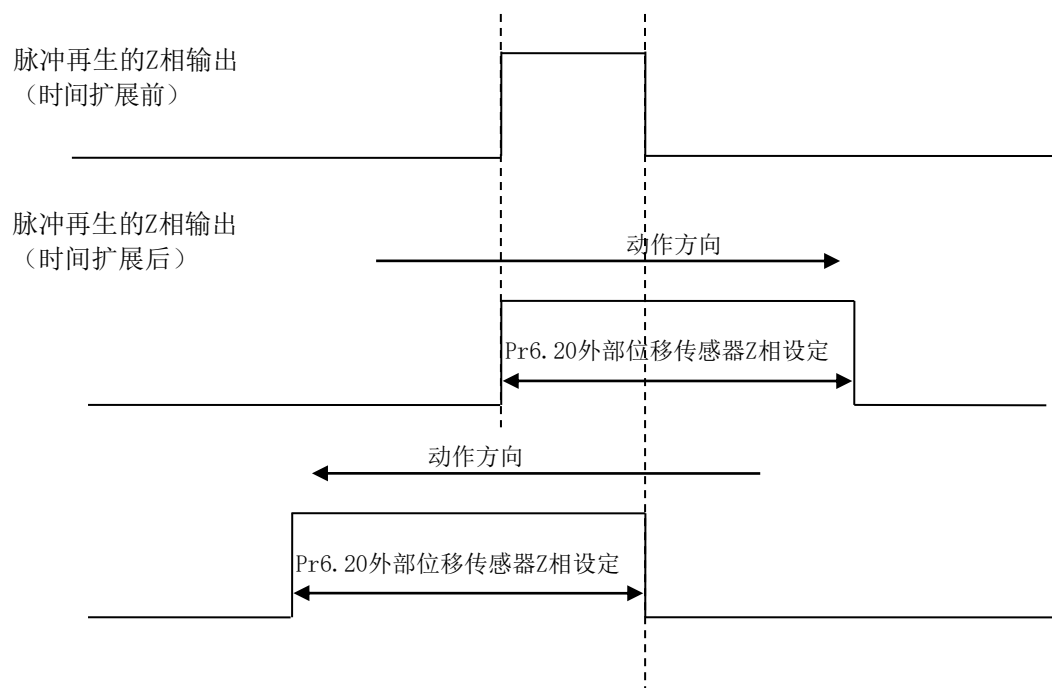 脉冲再生的Z相输出
（时间扩展前）
脉冲再生的Z相输出
（时间扩展后）
动作方向
Pr6.20外部位移传感器Z相设定
动作方向
Pr6.20外部位移传感器Z相设定